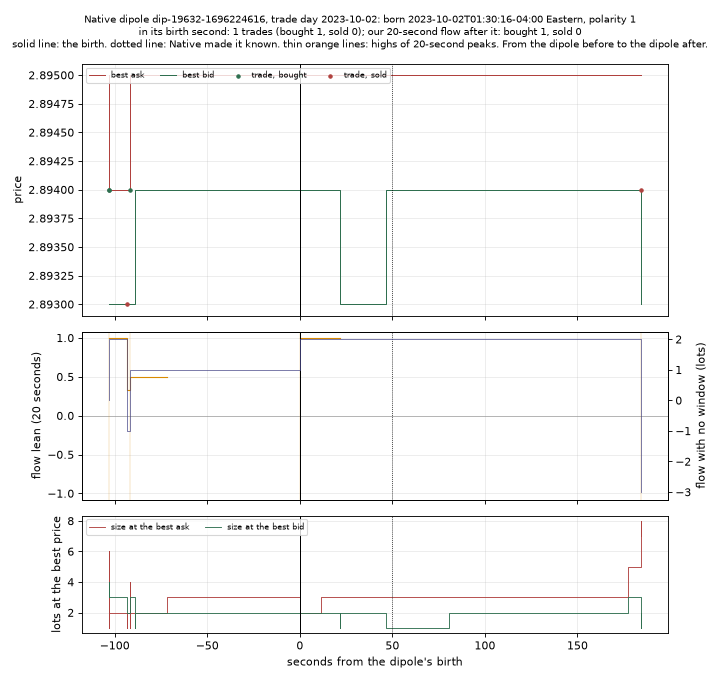 Native dipole dip-19632-1696224616, trade day 2023-10-02: born 2023-10-02T01:30:16-04:00 Eastern, polarity 1
in its birth second: 1 trades (bought 1, sold 0); our 20-second flow after it: bought 1, sold 0
solid line: the birth. dotted line: Native made it known. thin orange lines: highs of 20-second peaks. From the dipole before to the dipole after.
best ask best bid trade, bought trade, sold
2.89500
2.89475
2.89450
2.89425
2.89400
2.89375
2.89350
2.89325
2.89300
price
1.0
0.5
0.0
−0.5
−1.0
flow lean (20 seconds)
2
1
0
−1
−2
−3
flow with no window (lots)
size at the best ask size at the best bid
8
6
4
2
lots at the best price
−100 −50 0 50 100 150
seconds from the dipole's birth